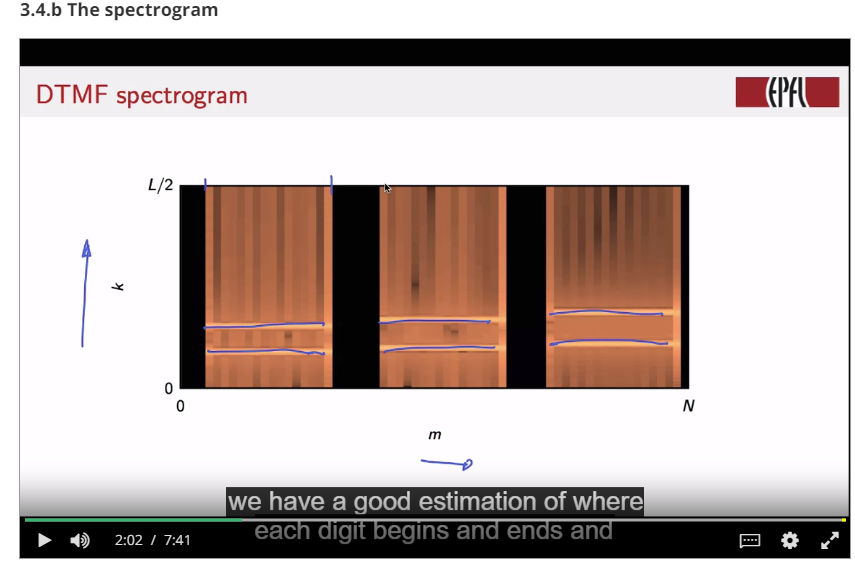 3.4.b The spectrogram
DTMF spectrogram
EPFL
L/2
k
0
0
N
m
we have a good estimation of where
each digit begins and ends and
2:02 / 7:41